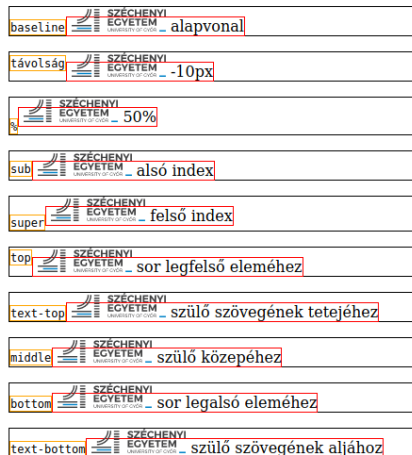 baseline SZÉCHENYI EGYETEM UNIVERSITY OF GYŐR _ alapvonal
távolság SZÉCHENYI EGYETEM UNIVERSITY OF GYŐR _ -10px
% SZÉCHENYI EGYETEM UNIVERSITY OF GYŐR _ 50%
sub SZÉCHENYI EGYETEM UNIVERSITY OF GYŐR _ alsó index
super SZÉCHENYI EGYETEM UNIVERSITY OF GYŐR _ felső index
top SZÉCHENYI EGYETEM UNIVERSITY OF GYŐR _ sor legfelső eleméhez
text-top SZÉCHENYI EGYETEM UNIVERSITY OF GYŐR _ szülő szövegének tetejéhez
middle SZÉCHENYI EGYETEM UNIVERSITY OF GYŐR _ szülő közepéhez
bottom SZÉCHENYI EGYETEM UNIVERSITY OF GYŐR _ sor legalsó eleméhez
text-bottom SZÉCHENYI EGYETEM UNIVERSITY OF GYŐR _ szülő szövegének aljához